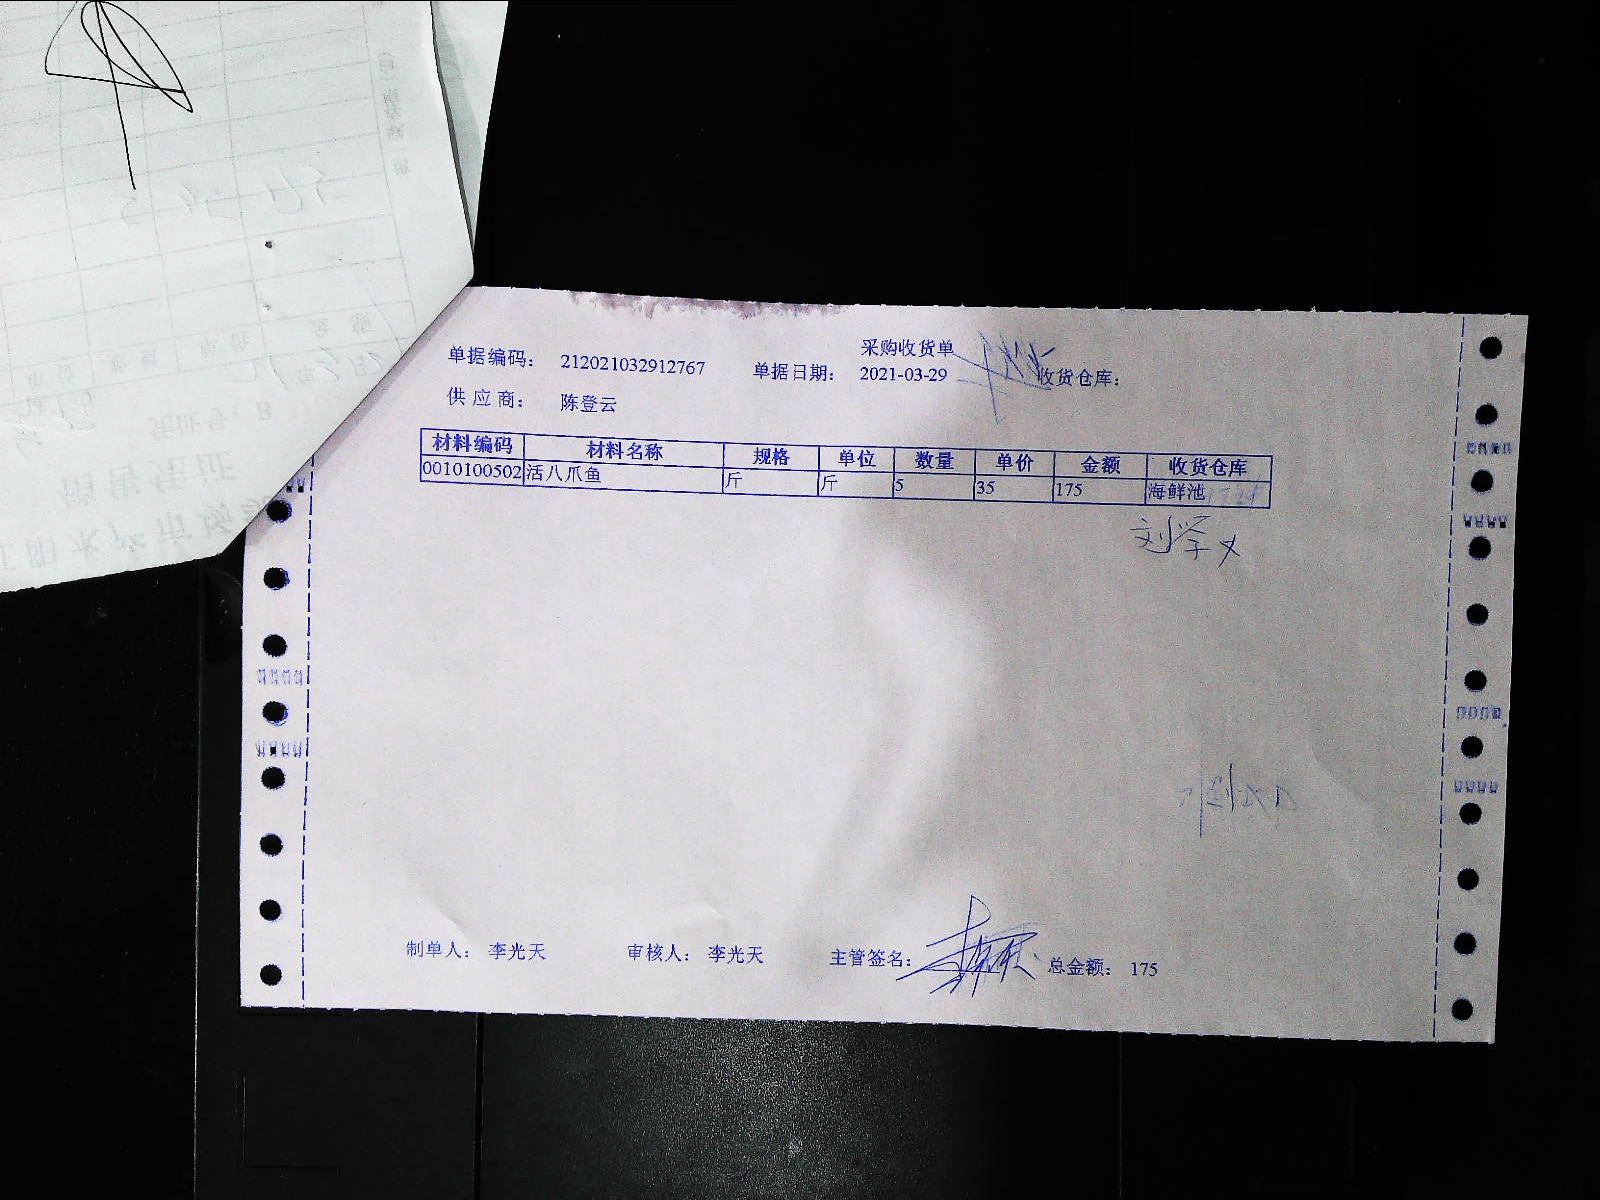 采购收货单
单据编码: 212021032912767 单据日期: 2021-03-29 收货仓库:
供应商: 陈登云
材料编码 材料名称 规格 单位 数量 单价 金额 收货仓库
0010100502 活八爪鱼 斤 斤 5 35 175 海鲜池
刘学义
制单人: 李光天 审核人: 李光天 主管签名: 总金额: 175